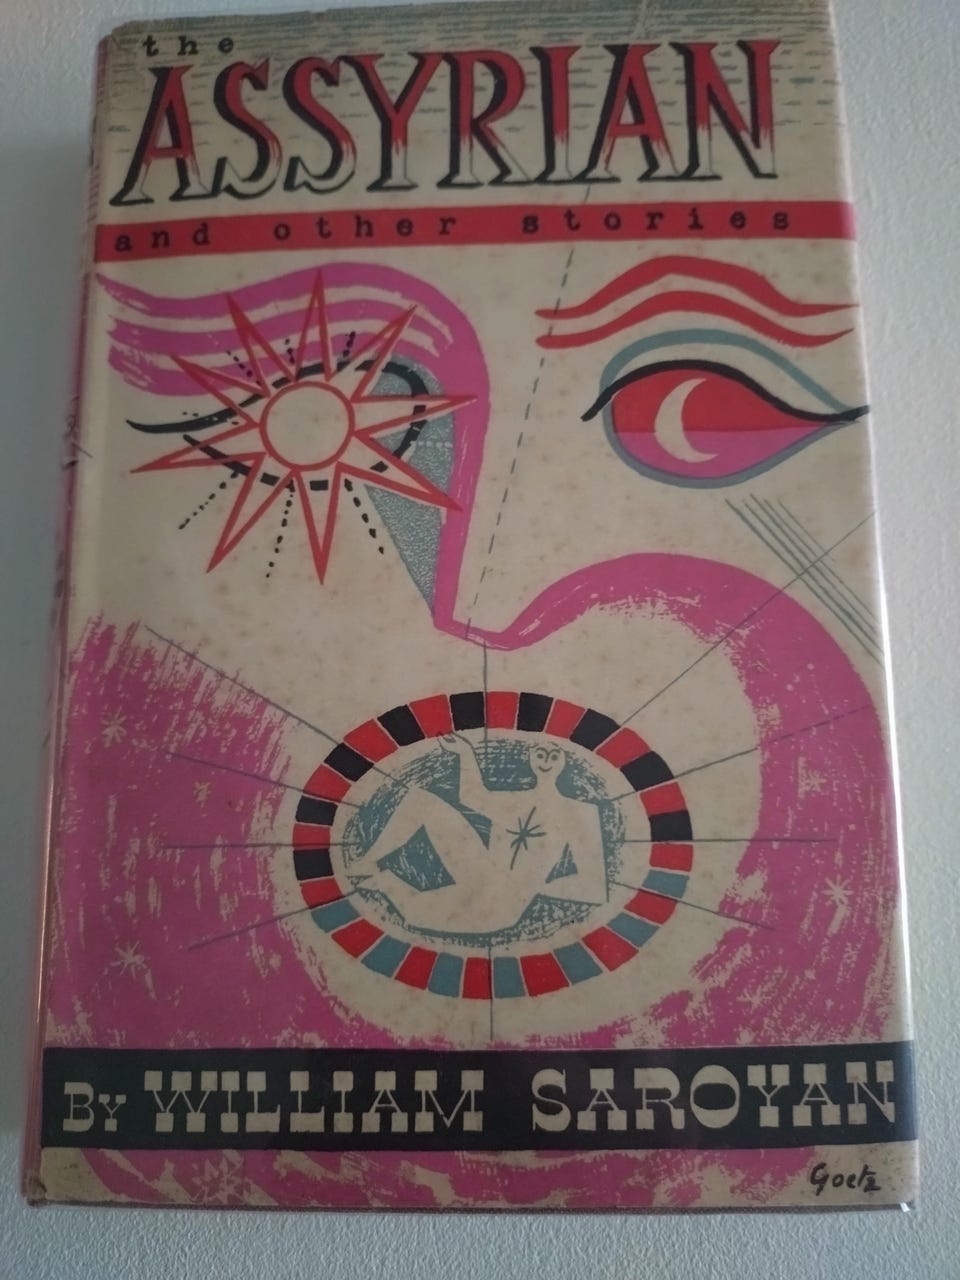 the
ASSYRIAN
and other stories
By WILLIAM SAROYAN
Goetz